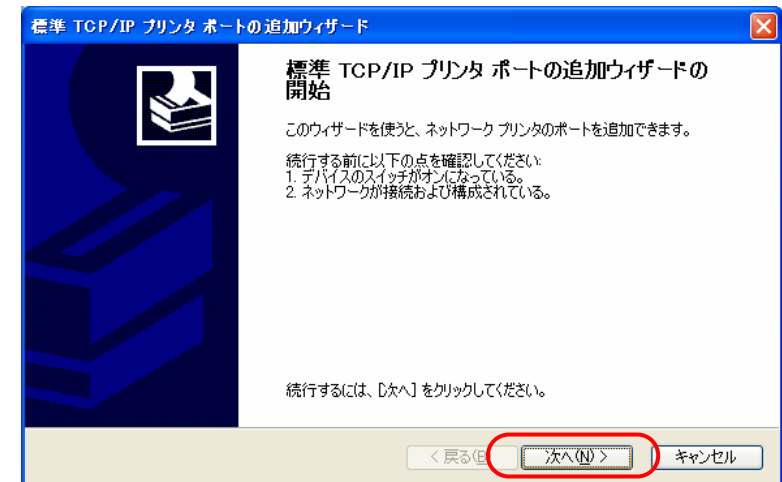 標準 TCP/IP プリンタ ポートの追加ウィザード
標準 TCP/IP プリンタ ポートの追加ウィザードの
開始
このウィザードを使うと、ネットワーク プリンタのポートを追加できます。
続行する前に以下の点を確認してください:
1. デバイスのスイッチがオンになっている。
2. ネットワークが接続および構成されている。
続行するには、[次へ] をクリックしてください。
< 戻る(B
次へ(N) >
キャンセル